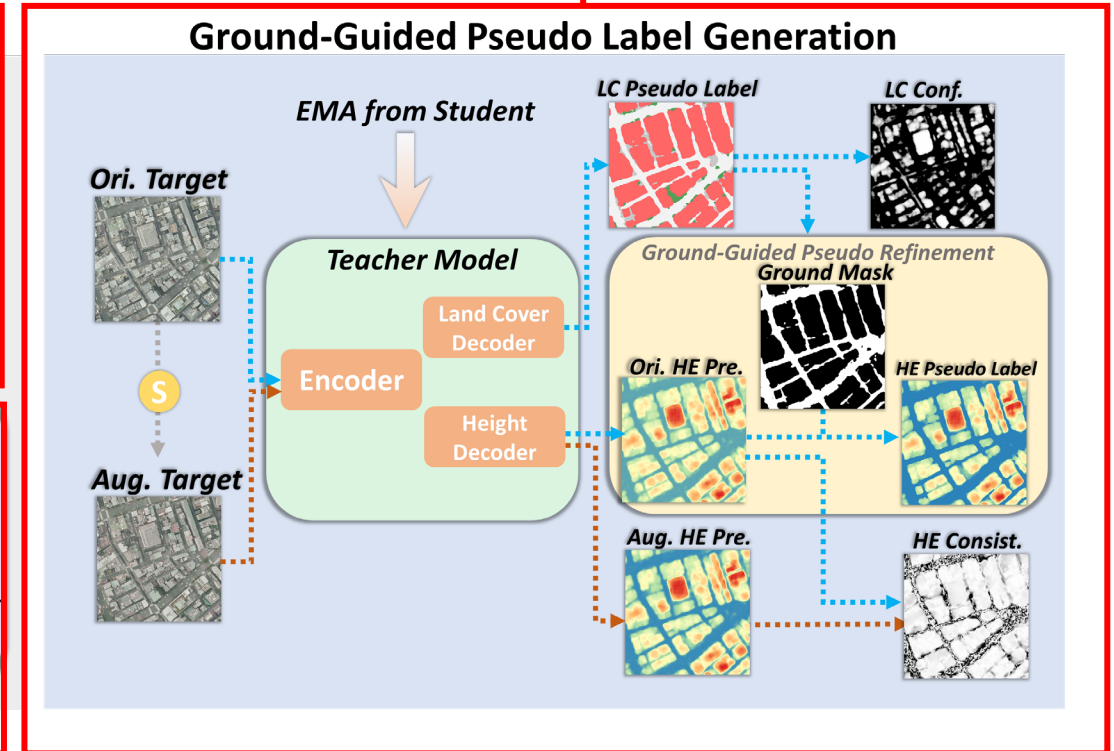 Ground-Guided Pseudo Label Generation
EMA from Student
LC Pseudo Label
LC Conf.
Ori. Target
Teacher Model
Ground-Guided Pseudo Refinement
Ground Mask
Land Cover
Decoder
Encoder
Ori. HE Pre.
HE Pseudo Label
S
Height
Decoder
Aug. Target
Aug. HE Pre.
HE Consist.